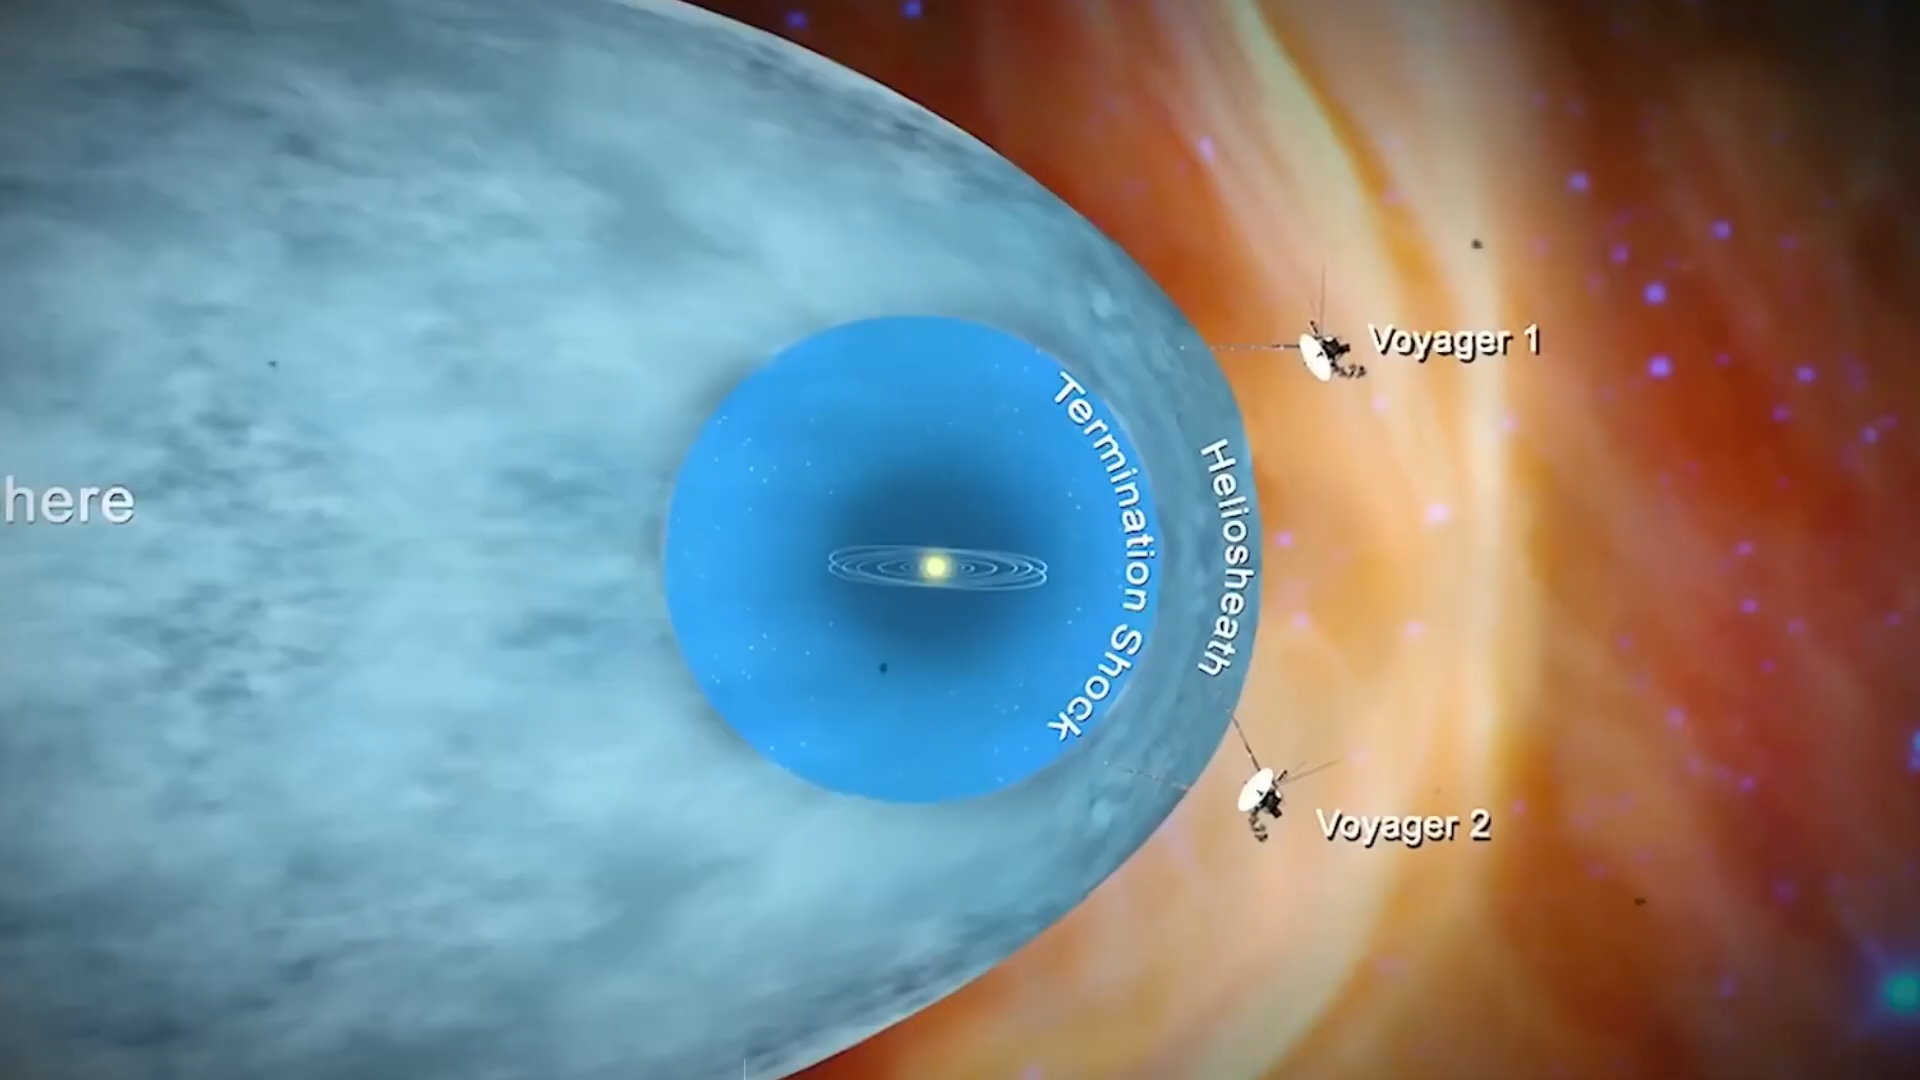 Voyager 1
Termination Shock
Heliosheath
here
Voyager 2